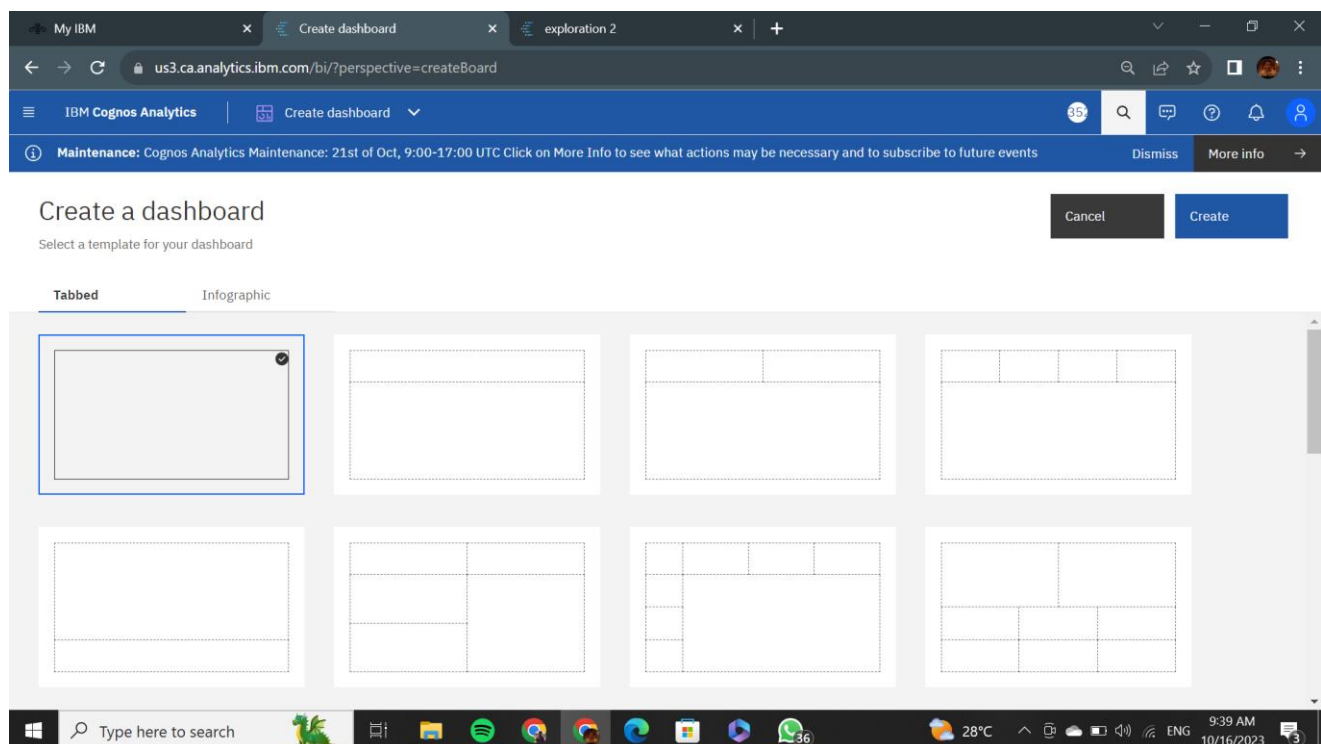 My IBM
Create dashboard
exploration 2
us3.ca.analytics.ibm.com/bi/?perspective=createBoard
IBM Cognos Analytics
Create dashboard
352
Maintenance: Cognos Analytics Maintenance: 21st of Oct, 9:00-17:00 UTC Click on More Info to see what actions may be necessary and to subscribe to future events
Dismiss
More info
Create a dashboard
Cancel
Create
Select a template for your dashboard
Tabbed
Infographic
Type here to search
36
28°C
ENG
9:39 AM
10/16/2023
3